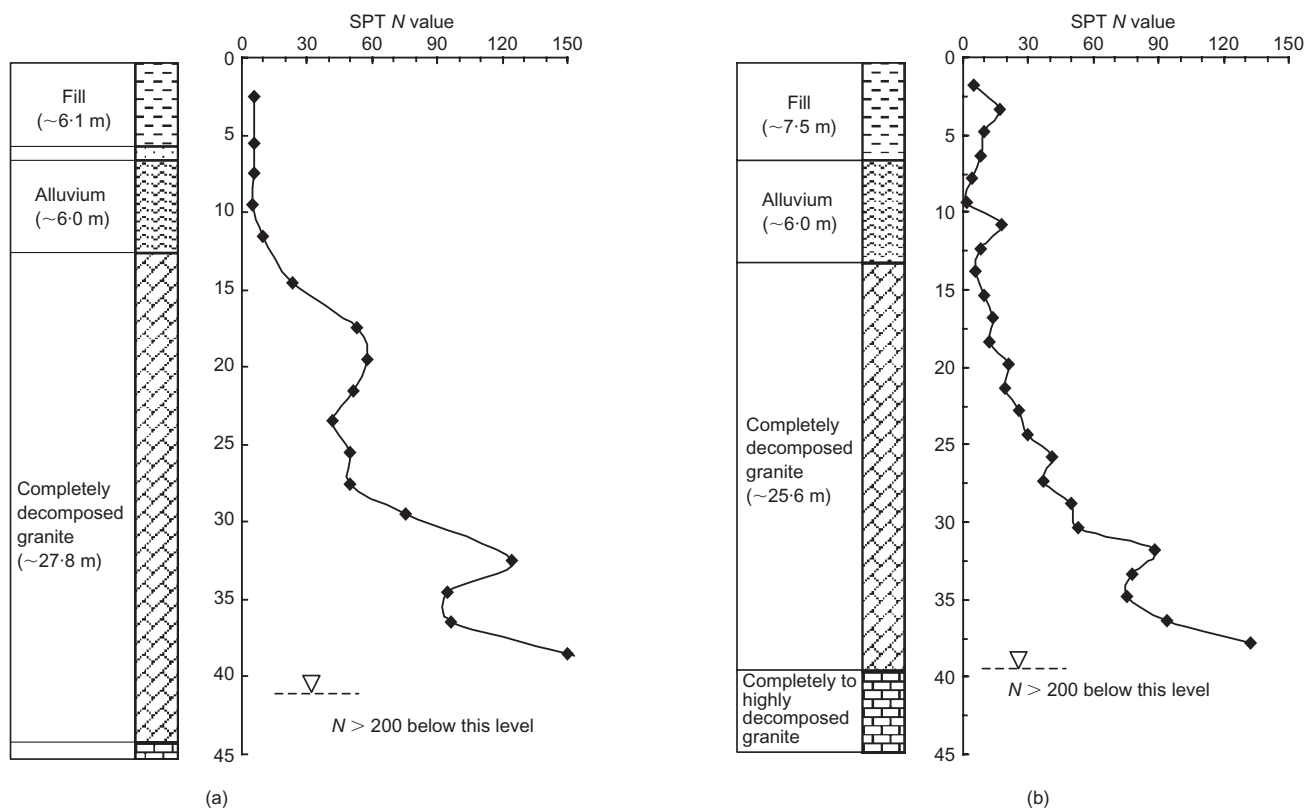 SPT N value
0 30 60 90 120 150
0
5
10
15
20
25
30
35
40
45
Fill
(~6·1 m)
Alluvium
(~6·0 m)
Completely
decomposed
granite
(~27·8 m)
N > 200 below this level
(a)
SPT N value
0 30 60 90 120 150
0
5
10
15
20
25
30
35
40
45
Fill
(~7·5 m)
Alluvium
(~6·0 m)
Completely
decomposed
granite
(~25·6 m)
Completely to
highly
decomposed
granite
N > 200 below this level
(b)